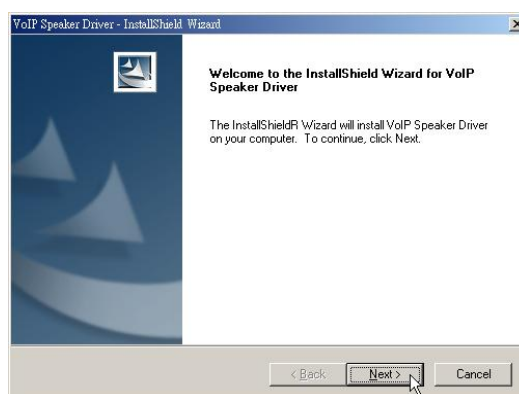 VoIP Speaker Driver - InstallShield Wizard
Welcome to the InstallShield Wizard for VoIP
Speaker Driver
The InstallShieldR Wizard will install VoIP Speaker Driver
on your computer. To continue, click Next.
< Back
Next >
Cancel